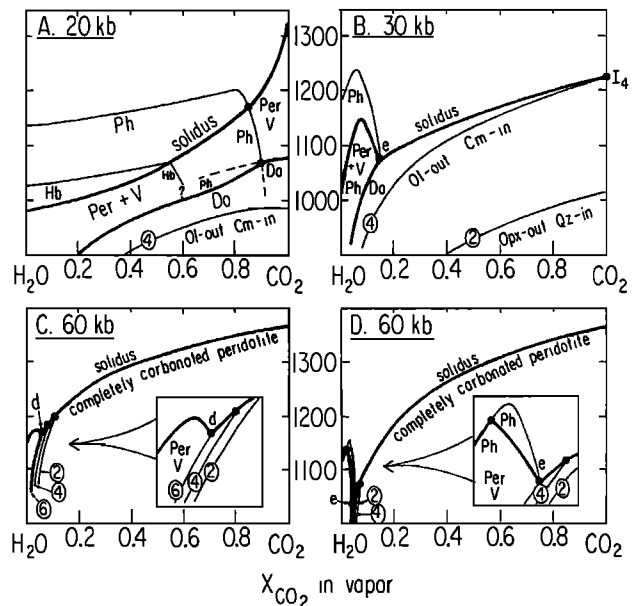 A. 20 kb
1300
1200
1100
1000
Ph
solidus
Per
V
Ph
Hb
Hb
?
Ph
Do
Per + V
Do
④
Ol-out Cm-in
H₂O 0.2 0.4 0.6 0.8 CO₂
B. 30 kb
I₄
Ph
e
solidus
Per
+V
Ph Do
Ol-out Cm-in
④
②
Opx-out Qz-in
H₂O 0.2 0.4 0.6 0.8 CO₂
C. 60 kb
1300
1200
1100
solidus
completely carbonated peridotite
d
d
Per
V
⑥ ④ ②
②
④
⑥
H₂O 0.2 0.4 0.6 0.8 CO₂
D. 60 kb
solidus
completely carbonated peridotite
Ph
Ph
e
Per
V
④ ②
e
②
④
H₂O 0.2 0.4 0.6 0.8 CO₂
X_CO₂ in vapor